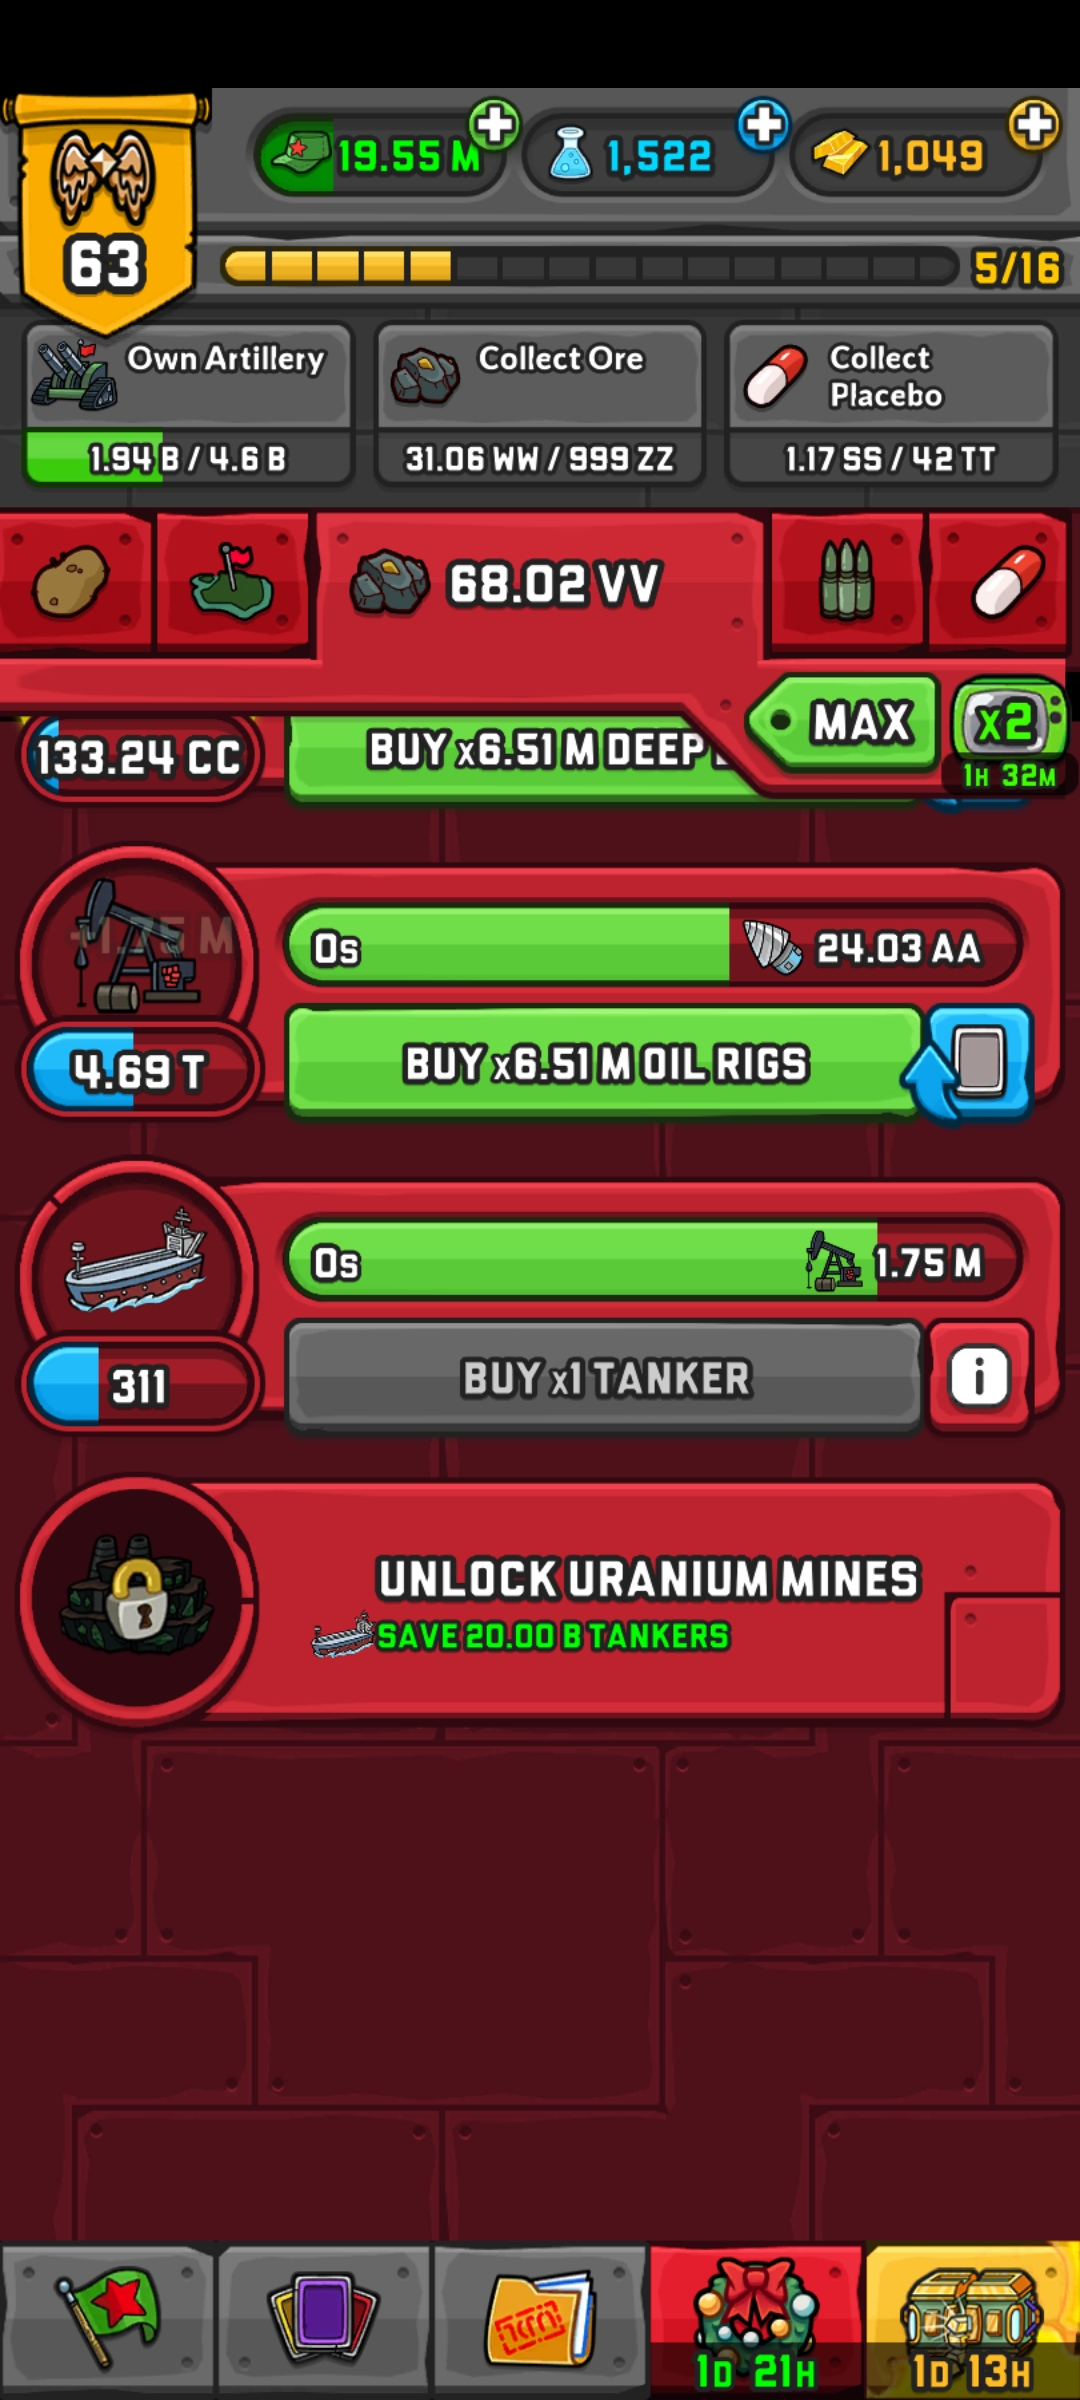 19.55 M
1,522
1,049
63
5/16
Own Artillery
1.94 B / 4.6 B
Collect Ore
31.06 WW / 999 ZZ
Collect
Placebo
1.17 SS / 42 TT
68.02 VV
MAX
x2
1H 32M
133.24 CC
BUY x6.51 M DEEP
+1.75 M
0s
24.03 AA
4.69 T
BUY x6.51 M OIL RIGS
0s
1.75 M
311
BUY x1 TANKER
i
UNLOCK URANIUM MINES
SAVE 20.00 B TANKERS
1D 21H
1D 13H